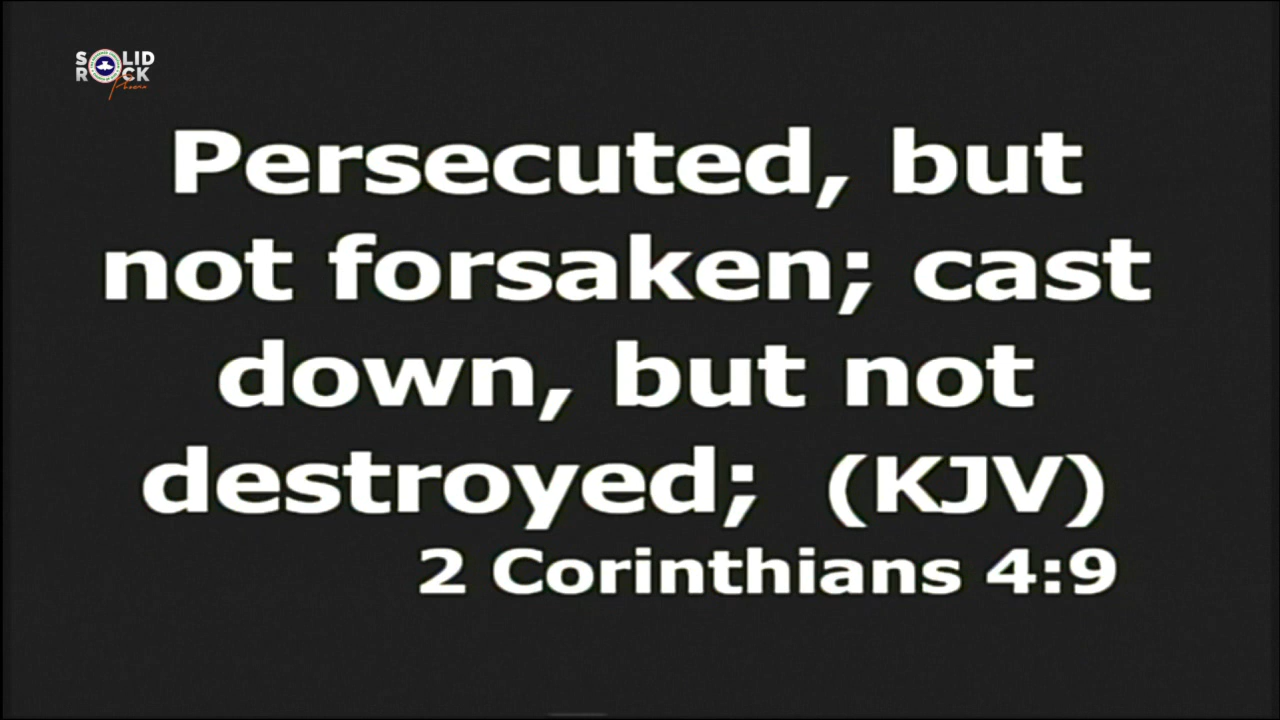 SOLID
ROCK
Persecuted, but
not forsaken; cast
down, but not
destroyed;  (KJV)
2 Corinthians 4:9